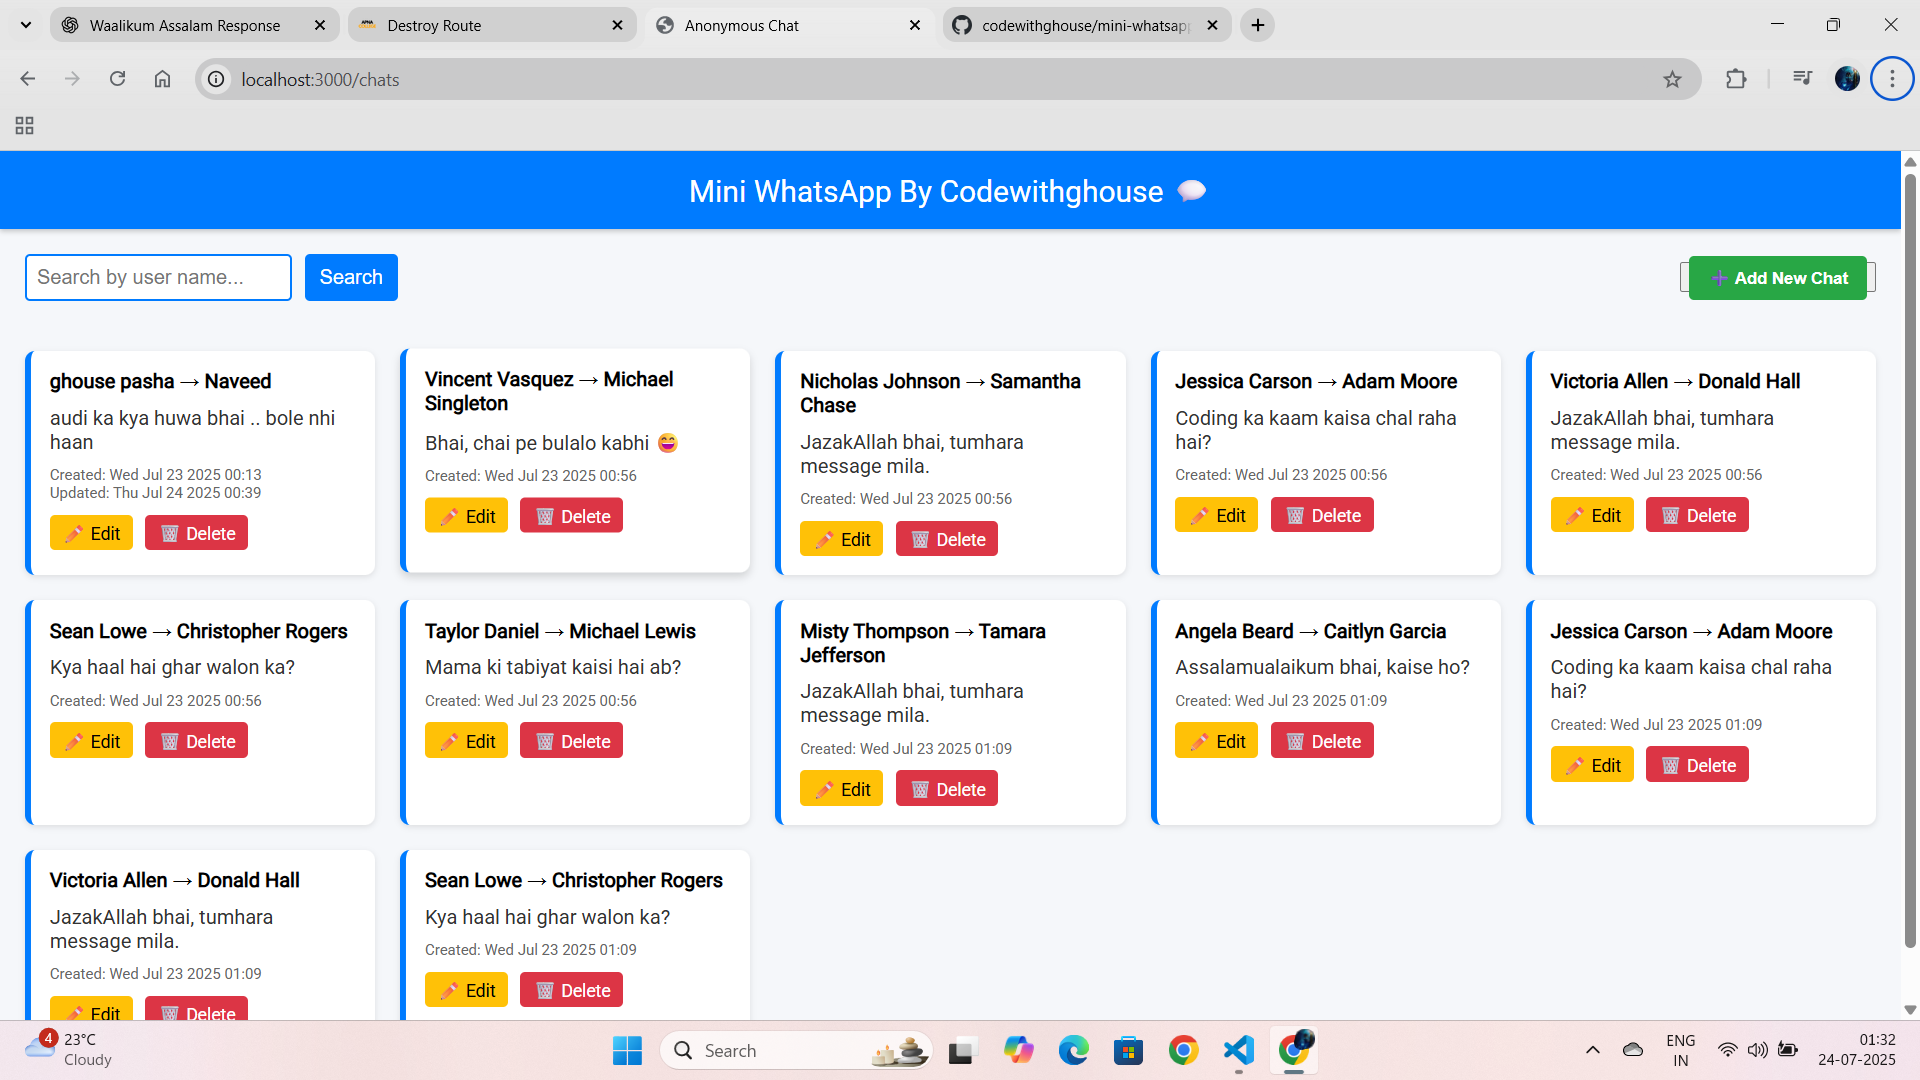 Waalikum Assalam Response
APNA
Destroy Route
Anonymous Chat
codewithghouse/mini-whatsapp
localhost:3000/chats
Mini WhatsApp By Codewithghouse 💬
Search by user name...
Search
➕ Add New Chat
ghouse pasha → Naveed
audi ka kya huwa bhai .. bole nhi
haan
Created: Wed Jul 23 2025 00:13
Updated: Thu Jul 24 2025 00:39
✏️ Edit
🗑️ Delete
Vincent Vasquez → Michael
Singleton
Bhai, chai pe bulalo kabhi 😄
Created: Wed Jul 23 2025 00:56
✏️ Edit
🗑️ Delete
Nicholas Johnson → Samantha
Chase
JazakAllah bhai, tumhara
message mila.
Created: Wed Jul 23 2025 00:56
✏️ Edit
🗑️ Delete
Jessica Carson → Adam Moore
Coding ka kaam kaisa chal raha
hai?
Created: Wed Jul 23 2025 00:56
✏️ Edit
🗑️ Delete
Victoria Allen → Donald Hall
JazakAllah bhai, tumhara
message mila.
Created: Wed Jul 23 2025 00:56
✏️ Edit
🗑️ Delete
Sean Lowe → Christopher Rogers
Kya haal hai ghar walon ka?
Created: Wed Jul 23 2025 00:56
✏️ Edit
🗑️ Delete
Taylor Daniel → Michael Lewis
Mama ki tabiyat kaisi hai ab?
Created: Wed Jul 23 2025 00:56
✏️ Edit
🗑️ Delete
Misty Thompson → Tamara
Jefferson
JazakAllah bhai, tumhara
message mila.
Created: Wed Jul 23 2025 01:09
✏️ Edit
🗑️ Delete
Angela Beard → Caitlyn Garcia
Assalamualaikum bhai, kaise ho?
Created: Wed Jul 23 2025 01:09
✏️ Edit
🗑️ Delete
Jessica Carson → Adam Moore
Coding ka kaam kaisa chal raha
hai?
Created: Wed Jul 23 2025 01:09
✏️ Edit
🗑️ Delete
Victoria Allen → Donald Hall
JazakAllah bhai, tumhara
message mila.
Created: Wed Jul 23 2025 01:09
✏️ Edit
🗑️ Delete
Sean Lowe → Christopher Rogers
Kya haal hai ghar walon ka?
Created: Wed Jul 23 2025 01:09
✏️ Edit
🗑️ Delete
4
23°C
Cloudy
Search
ENG
IN
01:32
24-07-2025